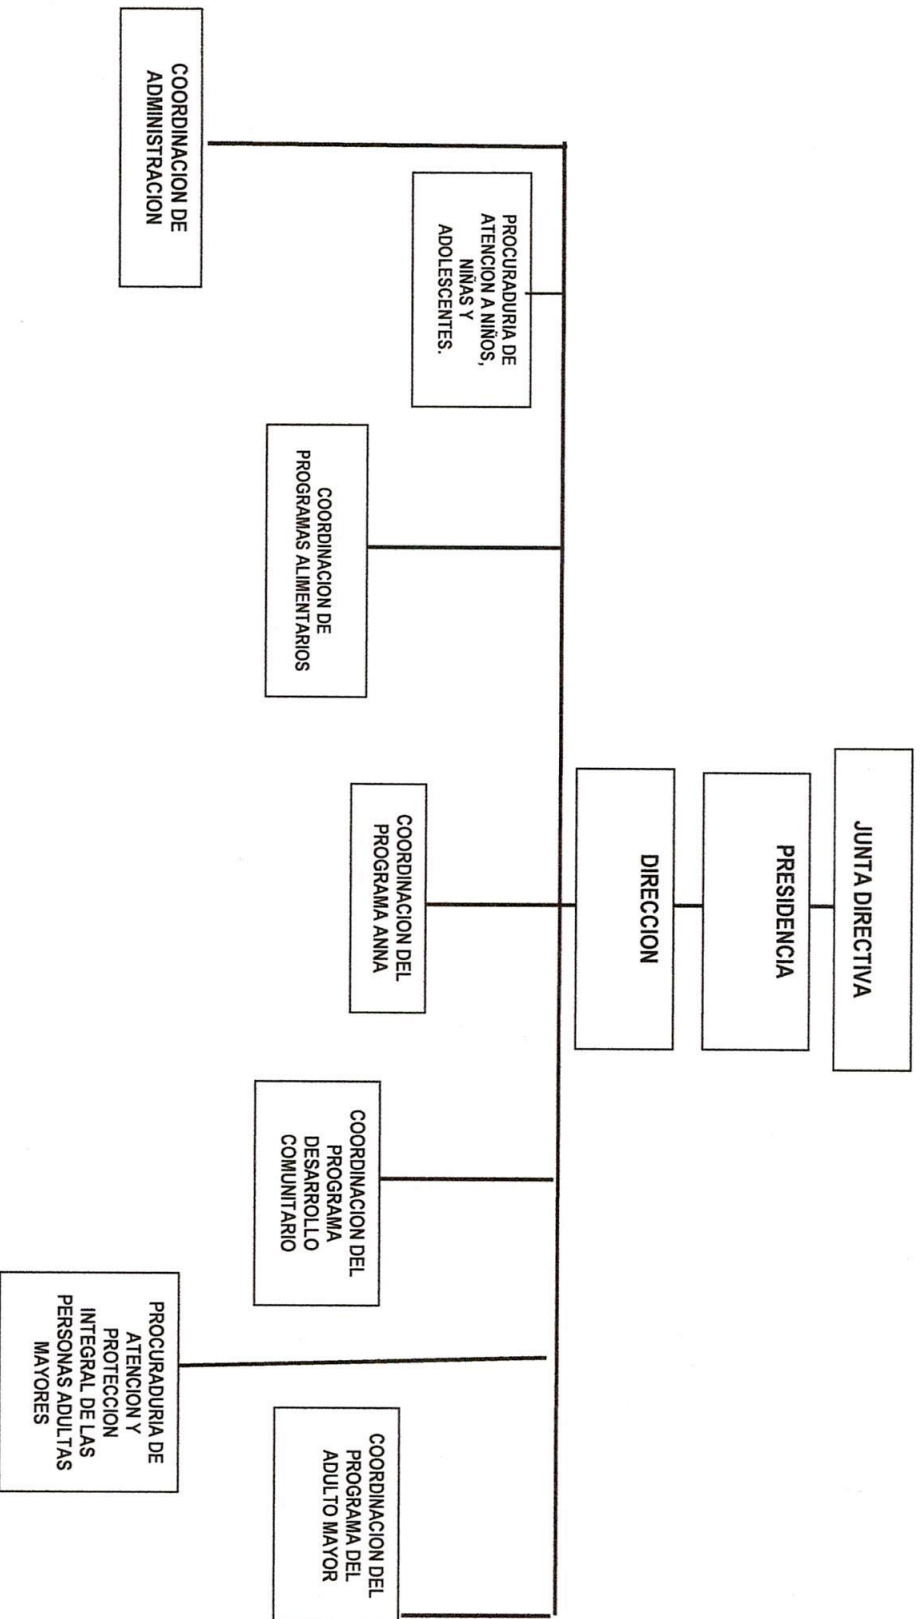 JUNTA DIRECTIVA
PRESIDENCIA
DIRECCION
COORDINACION DE
ADMINISTRACION
PROCURADURIA DE
ATENCION A NIÑOS,
NIÑAS Y
ADOLESCENTES.
COORDINACION DE
PROGRAMAS ALIMENTARIOS
COORDINACION DEL
PROGRAMA ANNA
COORDINACION DEL
PROGRAMA
DESARROLLO
COMUNITARIO
PROCURADURIA DE
ATENCION Y
PROTECCION
INTEGRAL DE LAS
PERSONAS ADULTAS
MAYORES
COORDINACION DEL
PROGRAMA DEL
ADULTO MAYOR